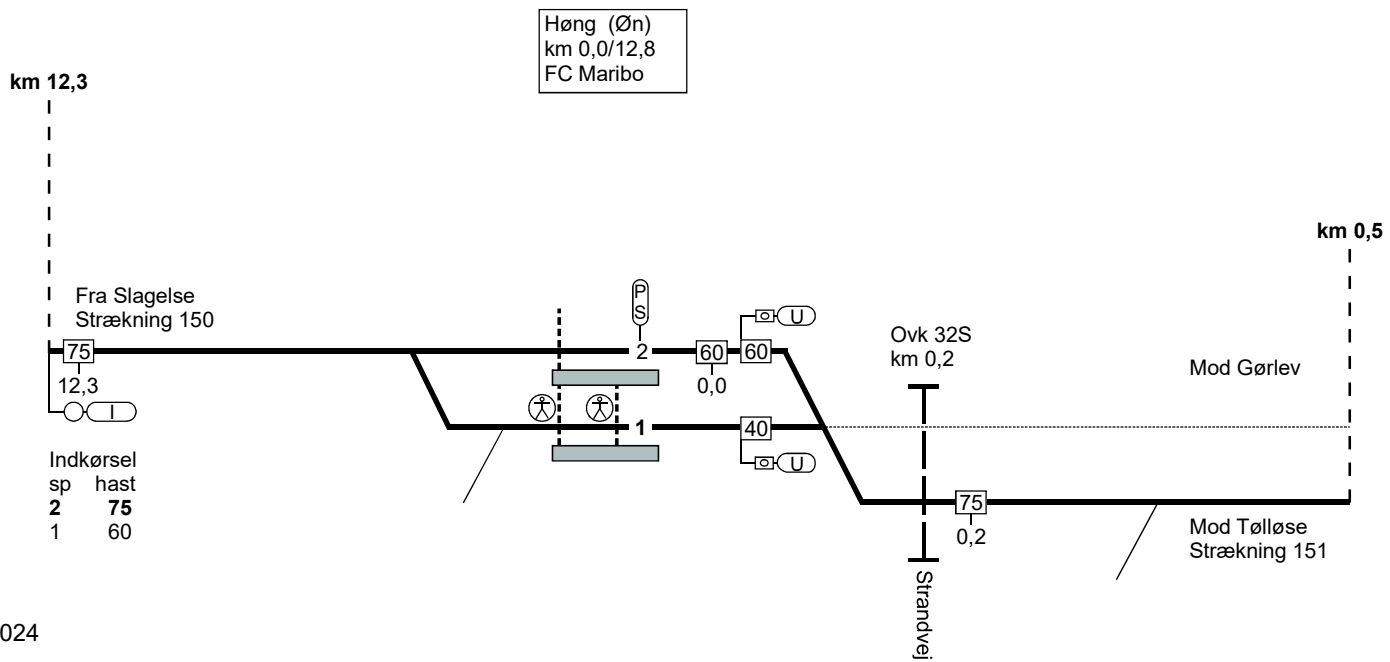 Høng (Øn)
km 0,0/12,8
FC Maribo
km 12,3
km 0,5
Fra Slagelse
Strækning 150
P
S
U
75
2
60
60
12,3
0,0
I
Ovk 32S
km 0,2
Mod Gørlev
1
40
U
Indkørsel
sp hast
2 75
1 60
75
0,2
Mod Tølløse
Strækning 151
Strandvej
024